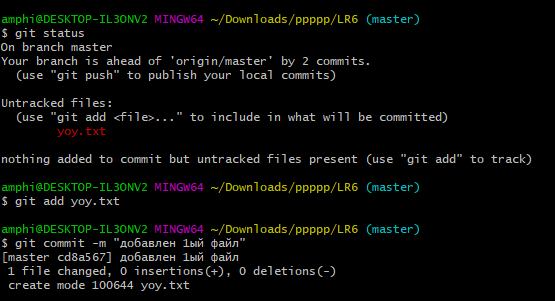 amphi@DESKTOP-IL3ONV2 MINGW64 ~/Downloads/ppppp/LR6 (master)
$ git status
On branch master
Your branch is ahead of 'origin/master' by 2 commits.
  (use "git push" to publish your local commits)

Untracked files:
  (use "git add <file>..." to include in what will be committed)
        yoy.txt

nothing added to commit but untracked files present (use "git add" to track)

amphi@DESKTOP-IL3ONV2 MINGW64 ~/Downloads/ppppp/LR6 (master)
$ git add yoy.txt

amphi@DESKTOP-IL3ONV2 MINGW64 ~/Downloads/ppppp/LR6 (master)
$ git commit -m "добавлен 1ый файл"
[master cd8a567] добавлен 1ый файл
 1 file changed, 0 insertions(+), 0 deletions(-)
 create mode 100644 yoy.txt